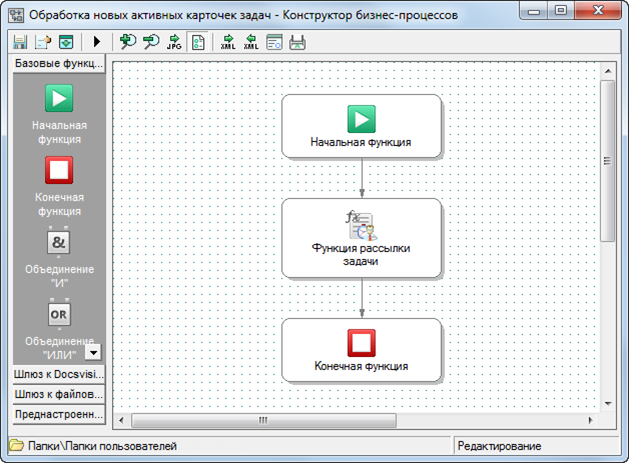 Обработка новых активных карточек задач - Конструктор бизнес-процессов
JPG XML XML
Базовые функц...
Начальная
функция
Конечная
функция
&
Объединение
"И"
OR
Объединение
"ИЛИ"
Шлюз к Docsvisi...
Шлюз к файлов...
Преднастроенн...
Начальная функция
fx
Функция рассылки
задачи
Конечная функция
Папки\Папки пользователей
Редактирование